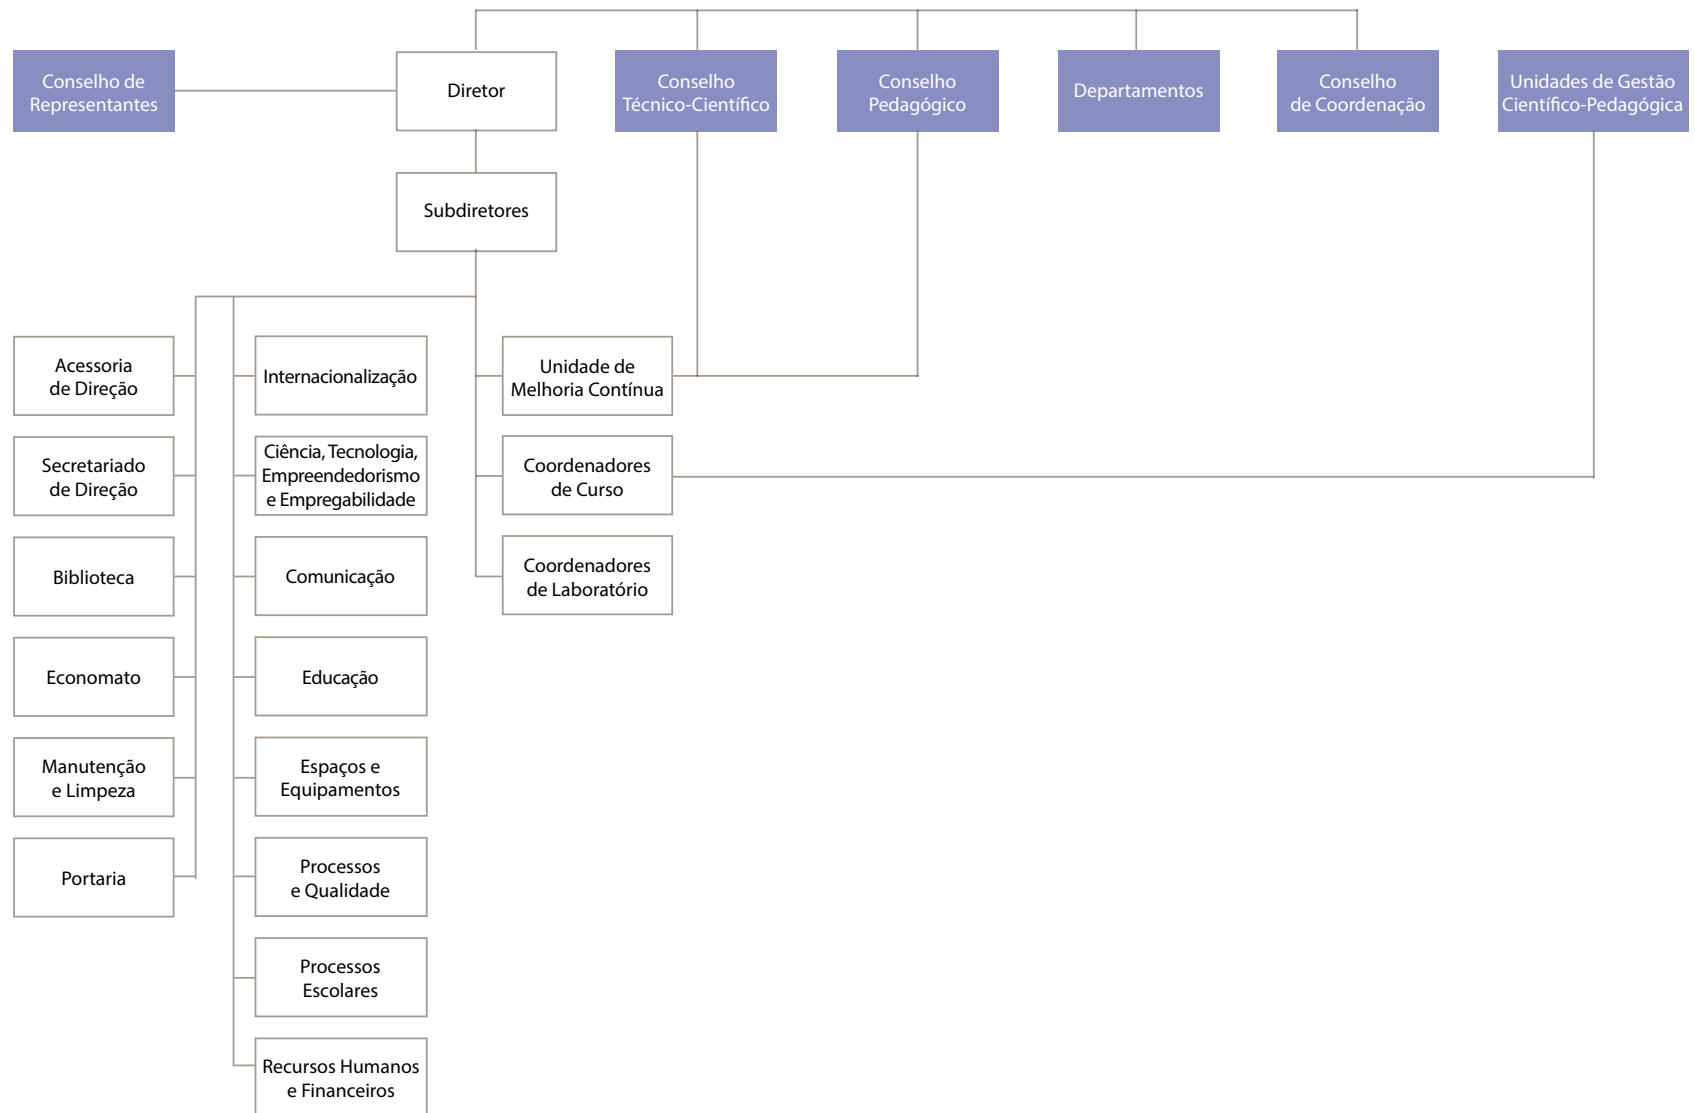 Conselho de
Representantes
Diretor
Conselho
Técnico-Científico
Conselho
Pedagógico
Departamentos
Conselho
de Coordenação
Unidades de Gestão
Científico-Pedagógica
Subdiretores
Acessoria
de Direção
Internacionalização
Unidade de
Melhoria Contínua
Secretariado
de Direção
Ciência, Tecnologia,
Empreendedorismo
e Empregabilidade
Coordenadores
de Curso
Biblioteca
Comunicação
Coordenadores
de Laboratório
Economato
Educação
Manutenção
e Limpeza
Espaços e
Equipamentos
Portaria
Processos
e Qualidade
Processos
Escolares
Recursos Humanos
e Financeiros